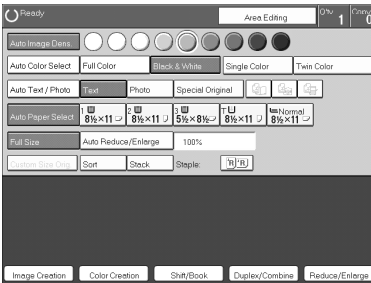 Ready Area Editing Q'ty 1 Copy 0
Auto Image Dens.
Auto Color Select Full Color Black & White Single Color Twin Color
Auto Text / Photo Text Photo Special Original
Auto Paper Select 1 8½×11 2 8½×11 3 5½×8½ T 8½×11 Normal 8½×11
Full Size Auto Reduce/Enlarge 100%
Custom Size Orig. Sort Stack Staple: R R
Image Creation Color Creation Shift/Book Duplex/Combine Reduce/Enlarge